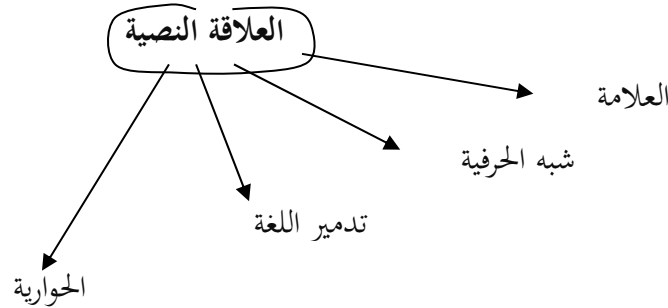 العلاقة النصية
العلامة
شبه الحرفية
تدمير اللغة
الحوارية